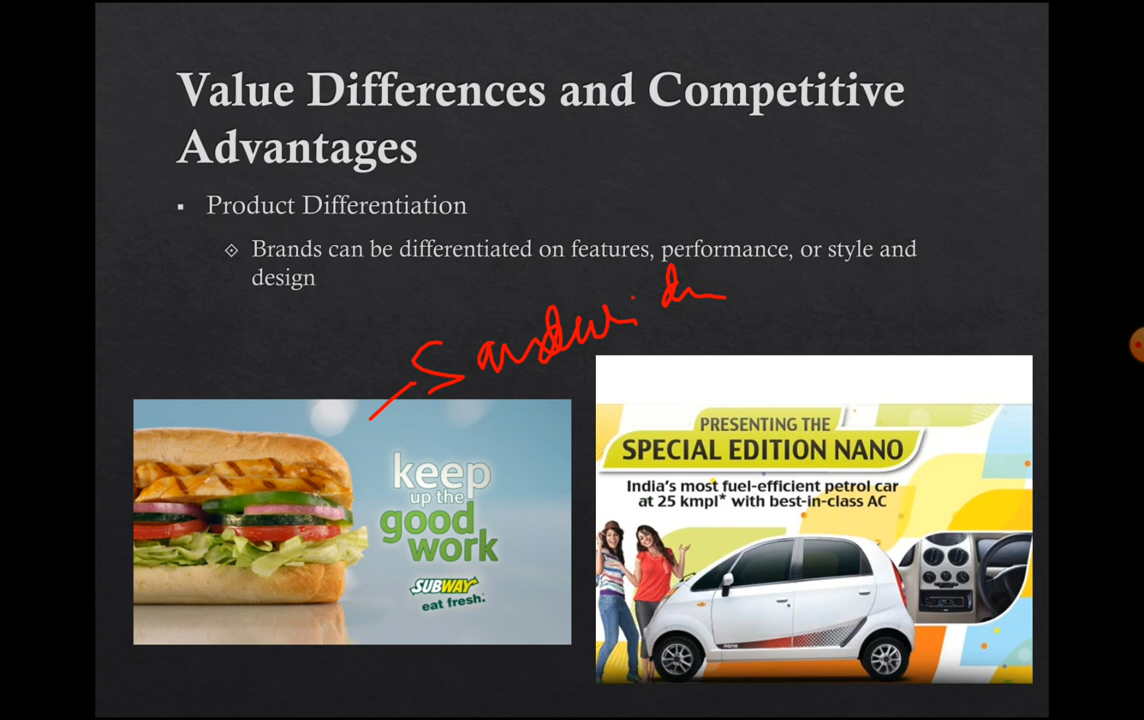 Value Differences and Competitive
Advantages
▪ Product Differentiation
Brands can be differentiated on features, performance, or style and
design
Sandwich
keep
up the
good
work
SUBWAY
eat fresh.
PRESENTING THE
SPECIAL EDITION NANO
India's most fuel-efficient petrol car
at 25 kmpl* with best-in-class AC
nano